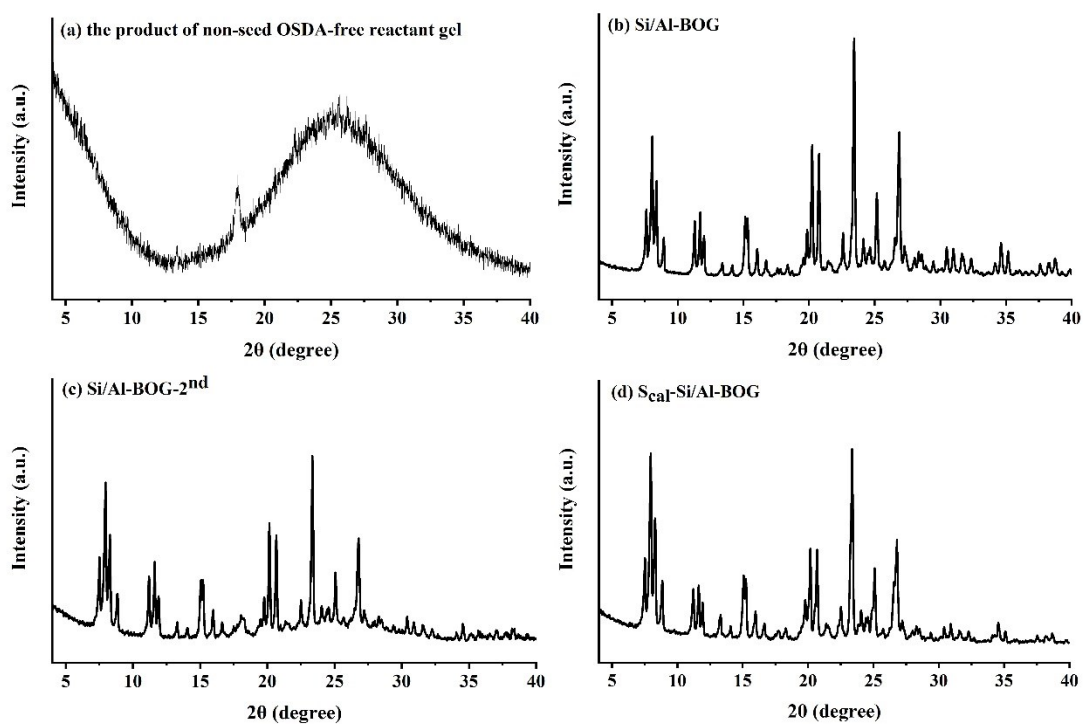 (a) the product of non-seed OSDA-free reactant gel
Intensity (a.u.)
5 10 15 20 25 30 35 40
2θ (degree)
(b) Si/Al-BOG
Intensity (a.u.)
5 10 15 20 25 30 35 40
2θ (degree)
(c) Si/Al-BOG-2nd
Intensity (a.u.)
5 10 15 20 25 30 35 40
2θ (degree)
(d) Scal-Si/Al-BOG
Intensity (a.u.)
5 10 15 20 25 30 35 40
2θ (degree)